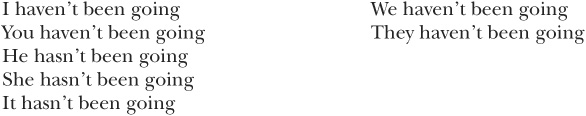 I haven’t been going
You haven’t been going
He hasn’t been going
She hasn’t been going
It hasn’t been going
We haven’t been going
They haven’t been going